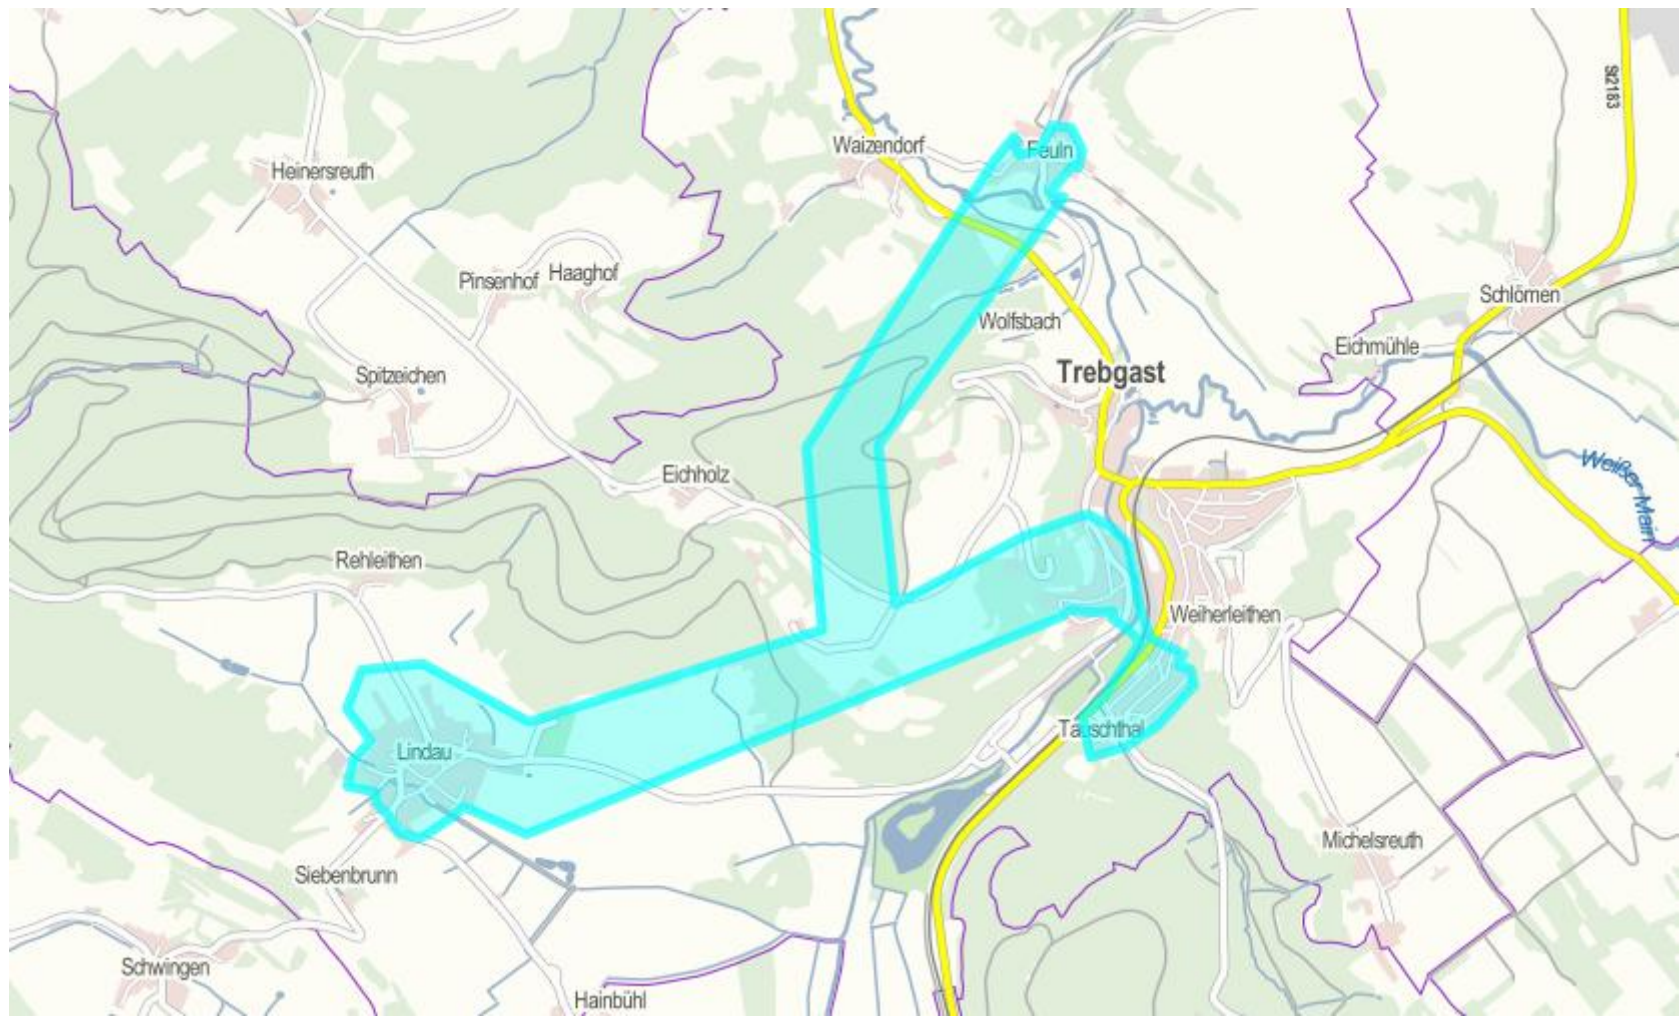 St2183
Waizendorf
Feuln
Heinersreuth
Pinsenhof
Haaghof
Schlömen
Wolfsbach
Eichmühle
Trebgast
Spitzeichen
Eichholz
Weißer Main
Rehleithen
Weiherleithen
Tauschthal
Lindau
Michelsreuth
Siebenbrunn
Schwingen
Hainbühl